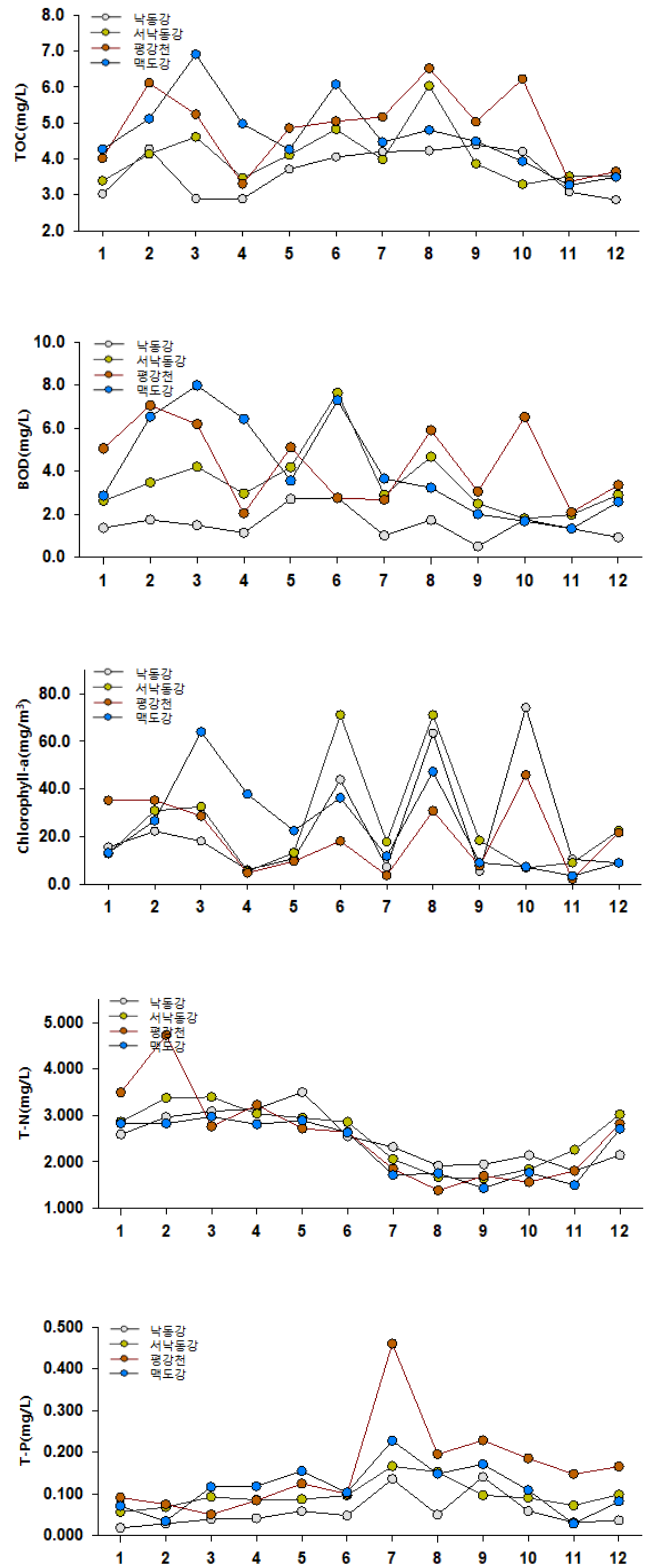 TOC(mg/L)
8.0
7.0
6.0
5.0
4.0
3.0
2.0
낙동강
서낙동강
평강천
맥도강
1 2 3 4 5 6 7 8 9 10 11 12
BOD(mg/L)
10.0
8.0
6.0
4.0
2.0
0.0
낙동강
서낙동강
평강천
맥도강
1 2 3 4 5 6 7 8 9 10 11 12
Chlorophyll-a(mg/m³)
80.0
60.0
40.0
20.0
0.0
낙동강
서낙동강
평강천
맥도강
1 2 3 4 5 6 7 8 9 10 11 12
T-N(mg/L)
5.000
4.000
3.000
2.000
1.000
낙동강
서낙동강
평강천
맥도강
1 2 3 4 5 6 7 8 9 10 11 12
T-P(mg/L)
0.500
0.400
0.300
0.200
0.100
0.000
낙동강
서낙동강
평강천
맥도강
1 2 3 4 5 6 7 8 9 10 11 12